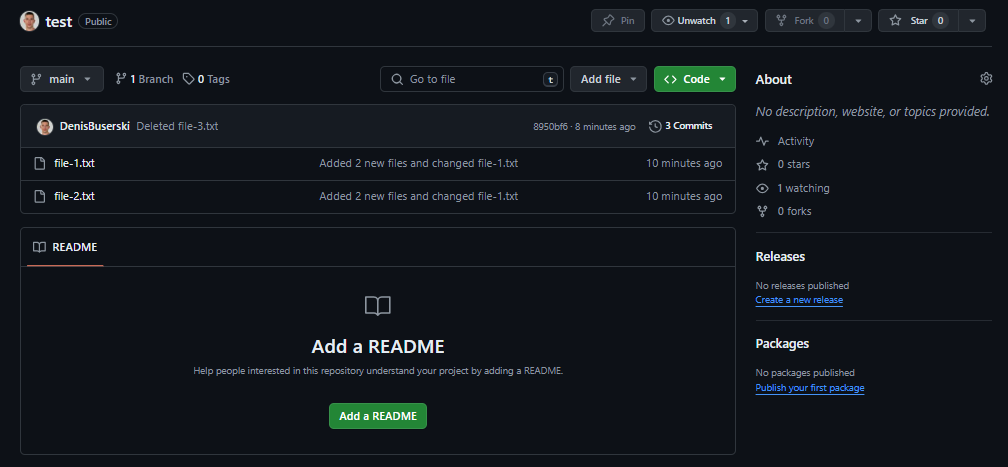 test Public Pin Unwatch 1 Fork 0 Star 0
main 1 Branch 0 Tags Go to file t Add file Code
DenisBuserski Deleted file-3.txt 8950bf6 · 8 minutes ago 3 Commits
file-1.txt Added 2 new files and changed file-1.txt 10 minutes ago
file-2.txt Added 2 new files and changed file-1.txt 10 minutes ago
README
Add a README
Help people interested in this repository understand your project by adding a README.
Add a README
About
No description, website, or topics provided.
Activity
0 stars
1 watching
0 forks
Releases
No releases published
Create a new release
Packages
No packages published
Publish your first package